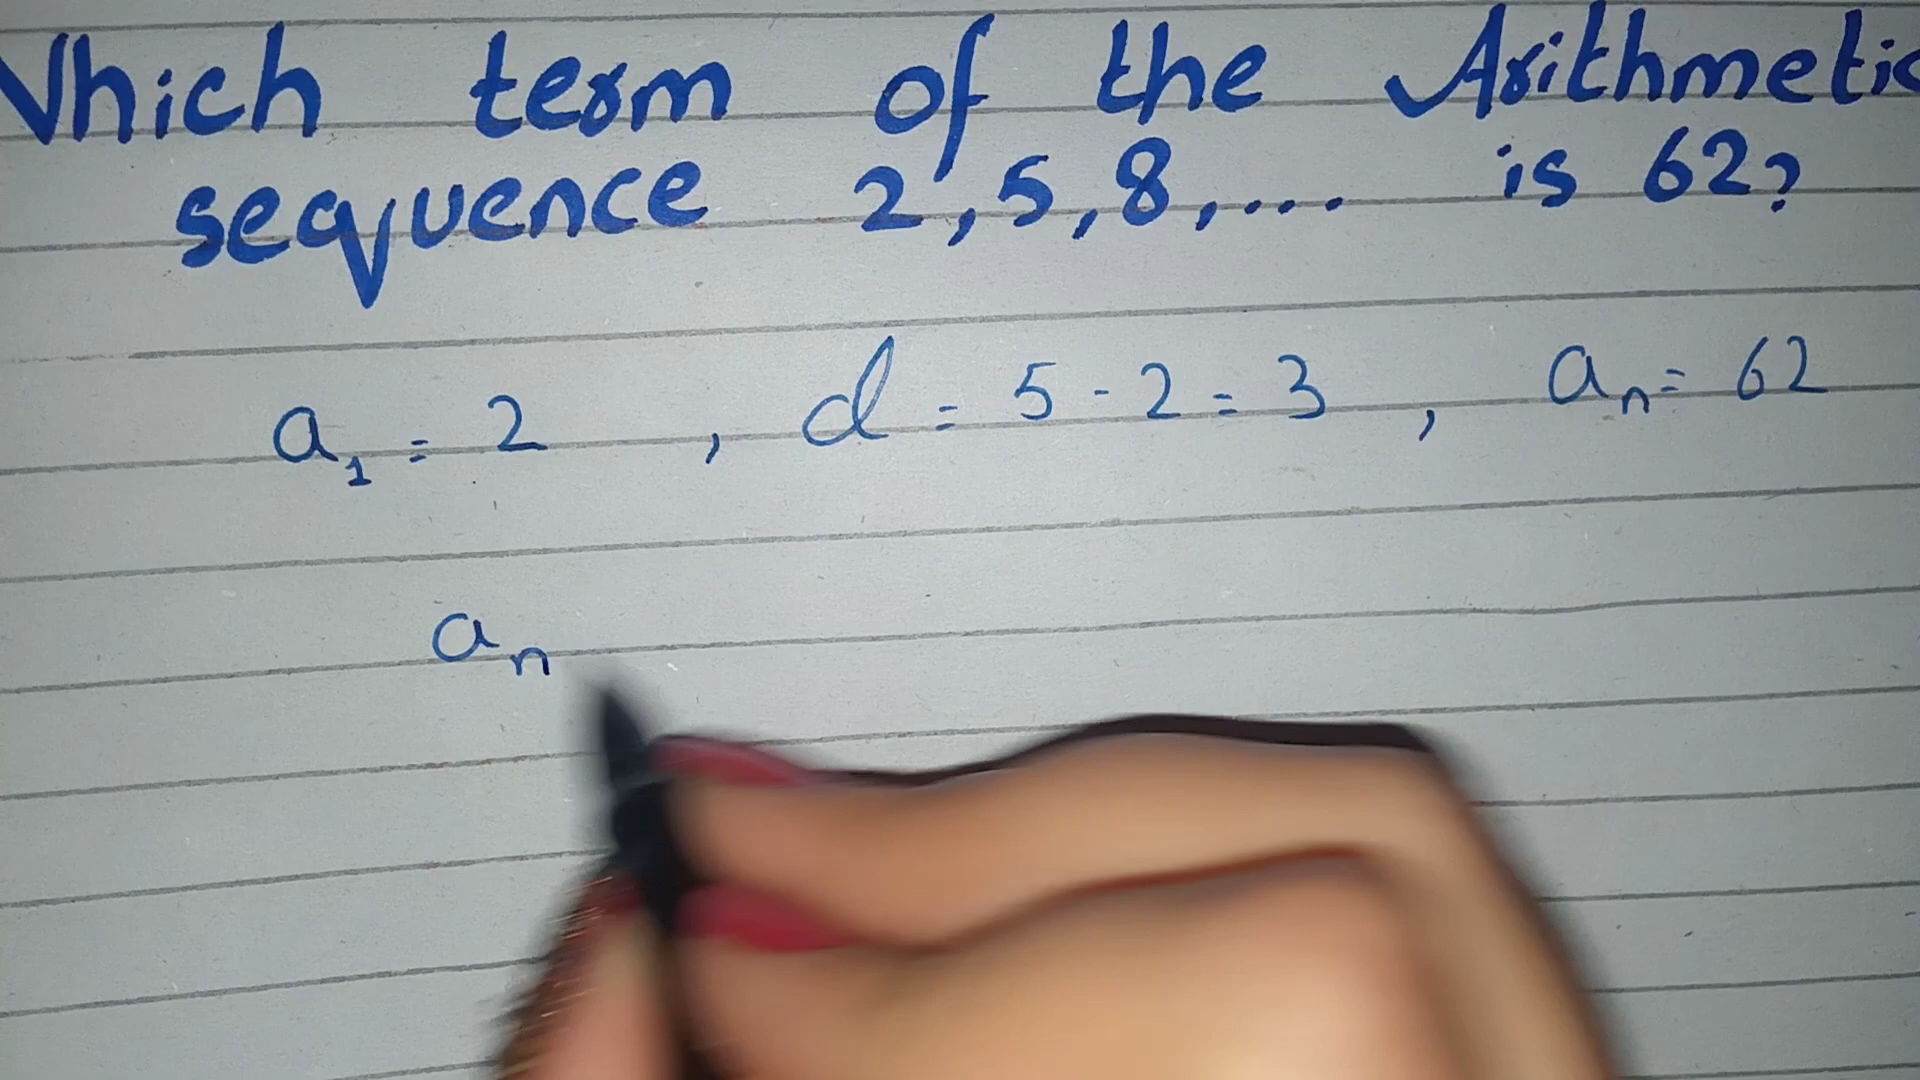 Which term of the Arithmetic
sequence 2, 5, 8, .... is 62?
a₁ = 2 , d = 5 - 2 = 3 , aₙ = 62
aₙ